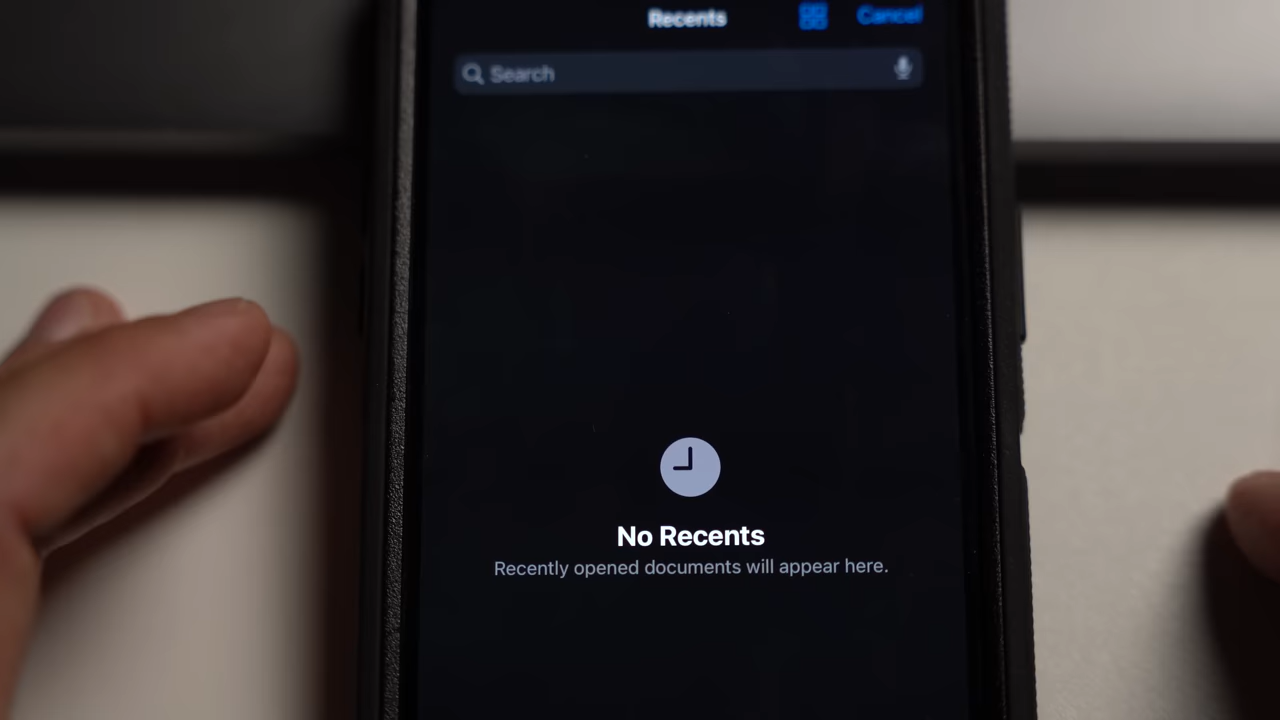 Recents
Cancel
Search
No Recents
Recently opened documents will appear here.